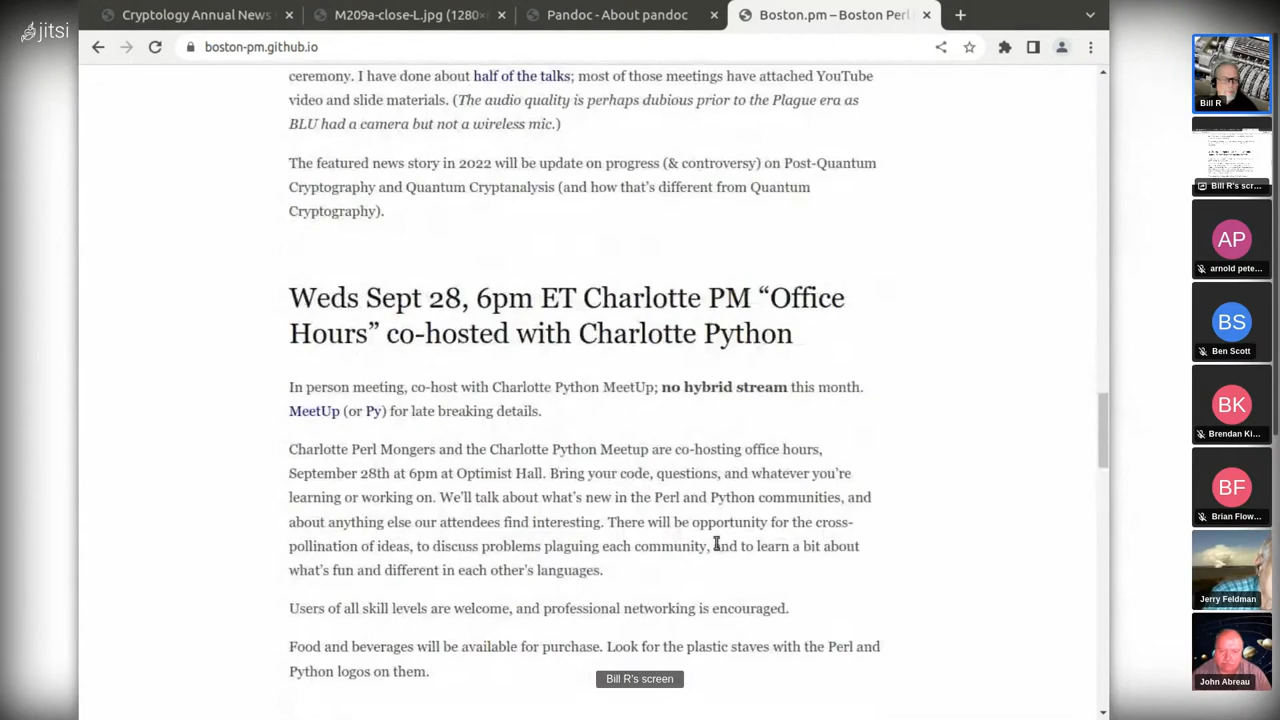 jitsi
Cryptology Annual News
M209a-close-L.jpg (1280×
Pandoc - About pandoc
Boston.pm – Boston Perl
boston-pm.github.io
ceremony. I have done about half of the talks; most of those meetings have attached YouTube
video and slide materials. (The audio quality is perhaps dubious prior to the Plague era as
BLU had a camera but not a wireless mic.)
The featured news story in 2022 will be update on progress (& controversy) on Post-Quantum
Cryptography and Quantum Cryptanalysis (and how that's different from Quantum
Cryptography).
Weds Sept 28, 6pm ET Charlotte PM “Office
Hours” co-hosted with Charlotte Python
In person meeting, co-host with Charlotte Python MeetUp; no hybrid stream this month.
MeetUp (or Py) for late breaking details.
Charlotte Perl Mongers and the Charlotte Python Meetup are co-hosting office hours,
September 28th at 6pm at Optimist Hall. Bring your code, questions, and whatever you're
learning or working on. We'll talk about what's new in the Perl and Python communities, and
about anything else our attendees find interesting. There will be opportunity for the cross-
pollination of ideas, to discuss problems plaguing each community, and to learn a bit about
what's fun and different in each other's languages.
Users of all skill levels are welcome, and professional networking is encouraged.
Food and beverages will be available for purchase. Look for the plastic staves with the Perl and
Python logos on them.
Bill R's screen
Bill R
Bill R's scr...
AP
arnold pete...
BS
Ben Scott
BK
Brendan Ki...
BF
Brian Flow...
Jerry Feldman
John Abreau